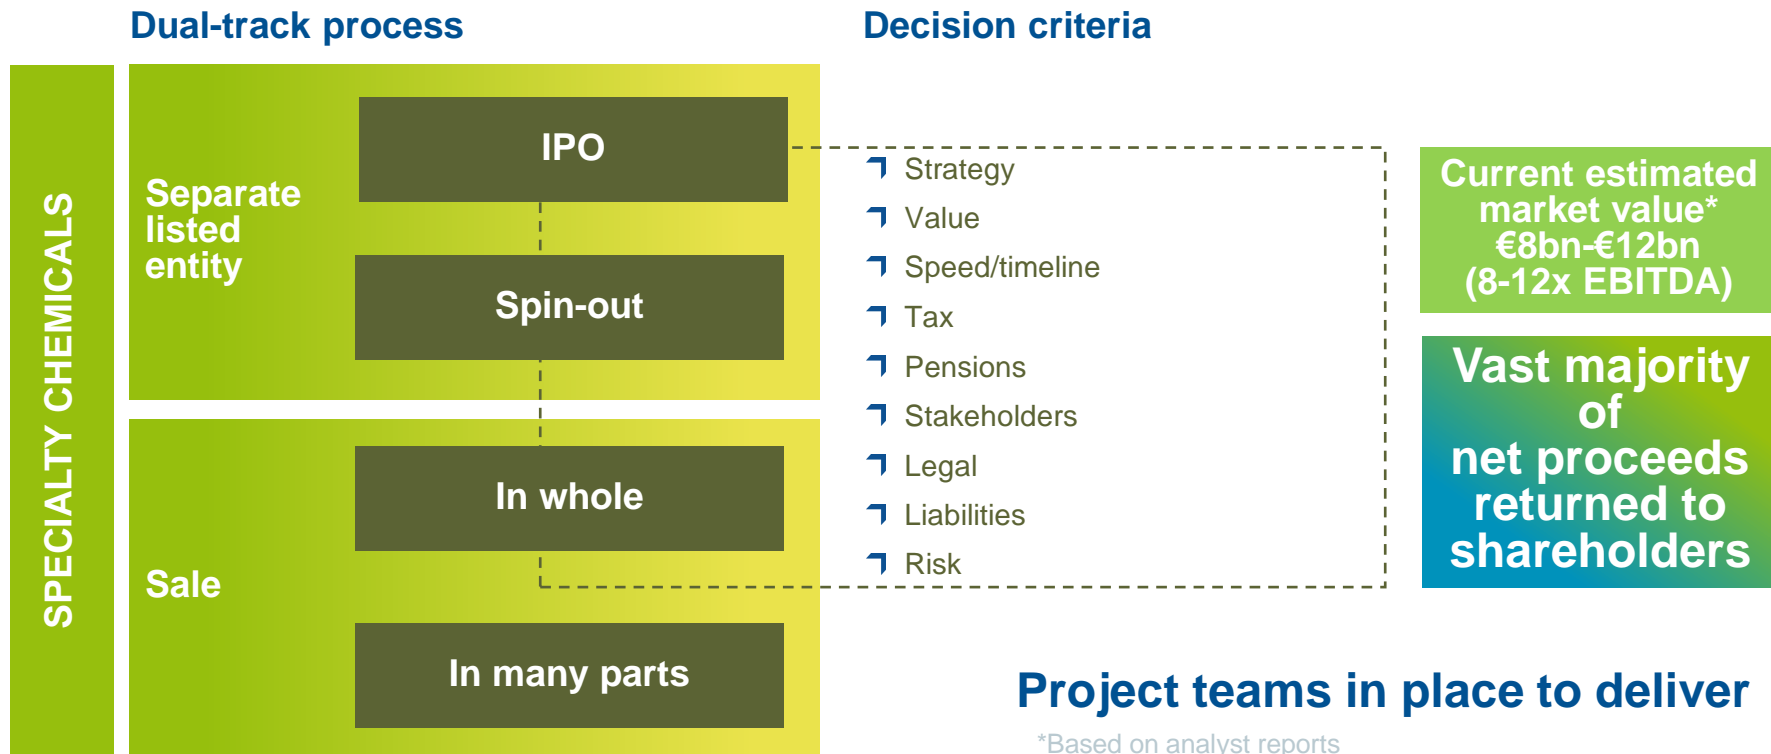 Dual-track process
Decision criteria
SPECIALTY CHEMICALS
Separate
listed
entity
IPO
Spin-out
Sale
In whole
In many parts
Strategy
Value
Speed/timeline
Tax
Pensions
Stakeholders
Legal
Liabilities
Risk
Current estimated
market value*
€8bn-€12bn
(8-12x EBITDA)
Vast majority
of
net proceeds
returned to
shareholders
Project teams in place to deliver
*Based on analyst reports